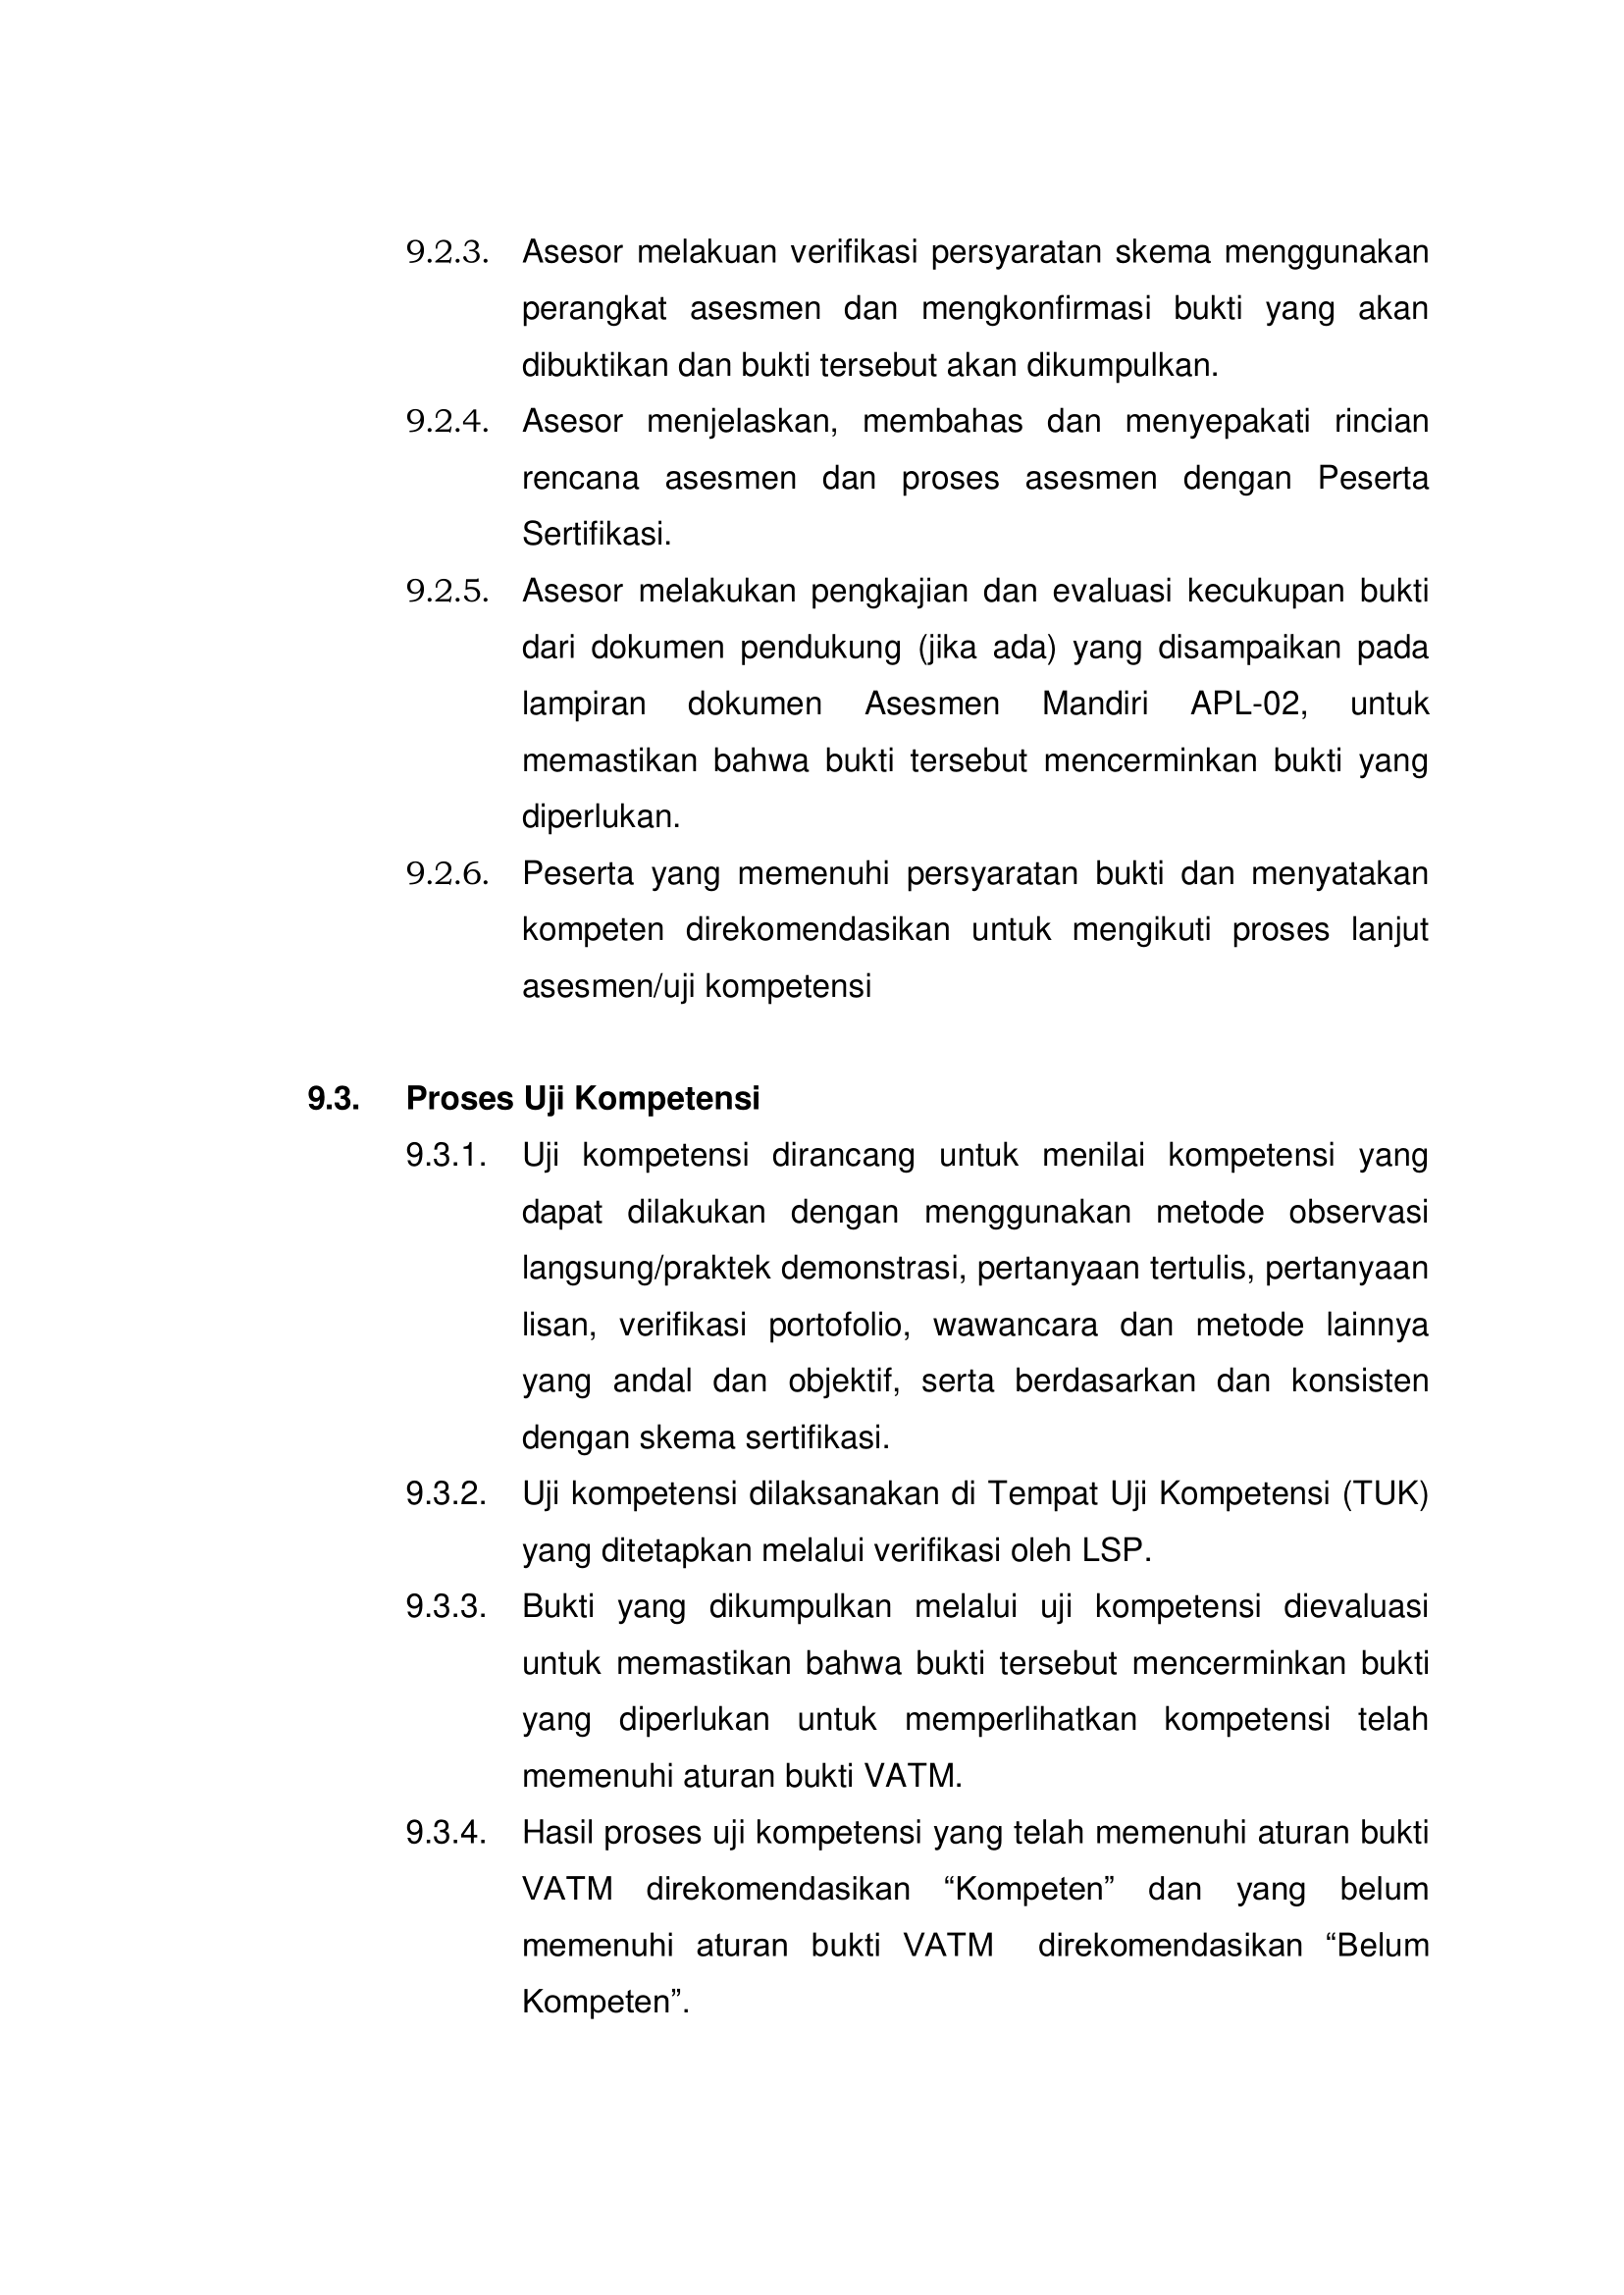 9.2.3. Asesor melakuan verifikasi persyaratan skema menggunakan
perangkat asesmen dan mengkonfirmasi bukti yang akan
dibuktikan dan bukti tersebut akan dikumpulkan.
9.2.4. Asesor menjelaskan, membahas dan menyepakati rincian
rencana asesmen dan proses asesmen dengan Peserta
Sertifikasi.
9.2.5. Asesor melakukan pengkajian dan evaluasi kecukupan bukti
dari dokumen pendukung (jika ada) yang disampaikan pada
lampiran dokumen Asesmen Mandiri APL-02, untuk
memastikan bahwa bukti tersebut mencerminkan bukti yang
diperlukan.
9.2.6. Peserta yang memenuhi persyaratan bukti dan menyatakan
kompeten direkomendasikan untuk mengikuti proses lanjut
asesmen/uji kompetensi
9.3. Proses Uji Kompetensi
9.3.1. Uji kompetensi dirancang untuk menilai kompetensi yang
dapat dilakukan dengan menggunakan metode observasi
langsung/praktek demonstrasi, pertanyaan tertulis, pertanyaan
lisan, verifikasi portofolio, wawancara dan metode lainnya
yang andal dan objektif, serta berdasarkan dan konsisten
dengan skema sertifikasi.
9.3.2. Uji kompetensi dilaksanakan di Tempat Uji Kompetensi (TUK)
yang ditetapkan melalui verifikasi oleh LSP.
9.3.3. Bukti yang dikumpulkan melalui uji kompetensi dievaluasi
untuk memastikan bahwa bukti tersebut mencerminkan bukti
yang diperlukan untuk memperlihatkan kompetensi telah
memenuhi aturan bukti VATM.
9.3.4. Hasil proses uji kompetensi yang telah memenuhi aturan bukti
VATM direkomendasikan “Kompeten” dan yang belum
memenuhi aturan bukti VATM direkomendasikan “Belum
Kompeten”.